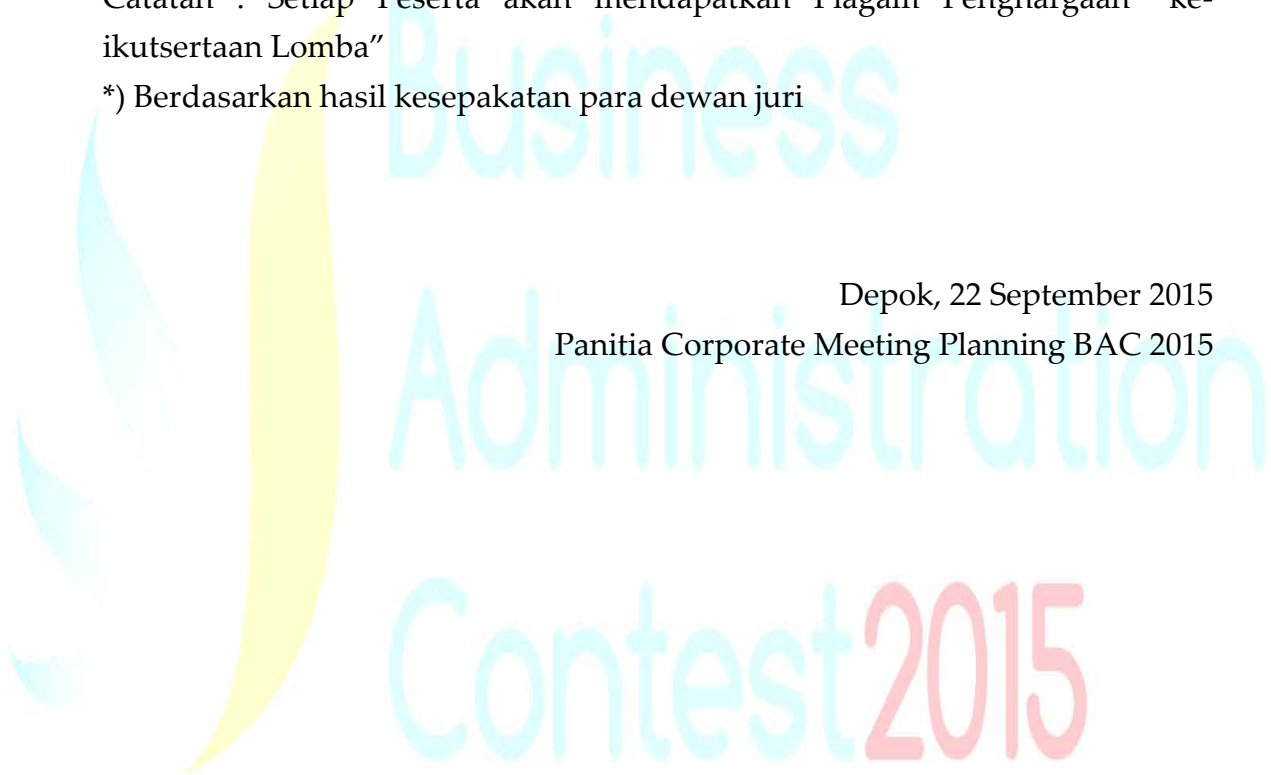 Catatan : Setiap Peserta akan mendapatkan Piagam Penghargaan "ke-
ikutsertaan Lomba”
*) Berdasarkan hasil kesepakatan para dewan juri
Business
Depok, 22 September 2015
Panitia Corporate Meeting Planning BAC 2015
Administration
Contest2015